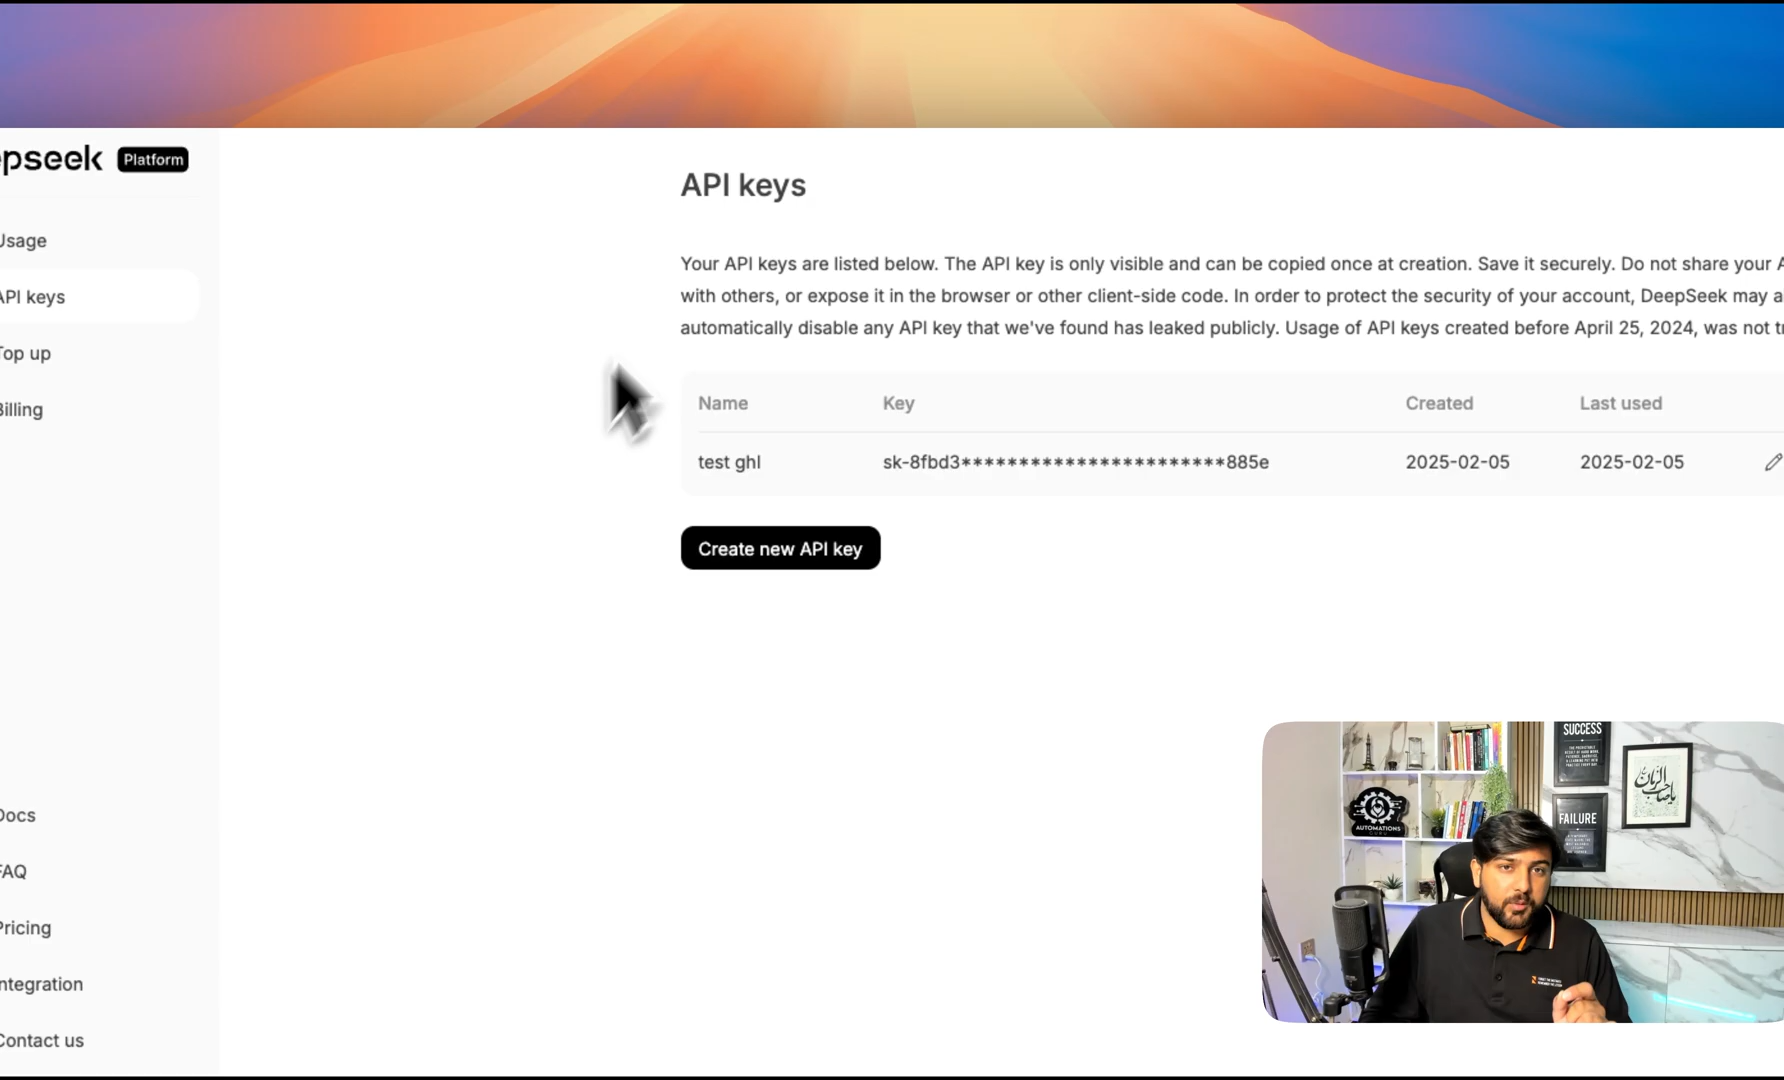 epseek Platform
Usage
API keys
Top up
Billing
Docs
FAQ
Pricing
Integration
Contact us
API keys
Your API keys are listed below. The API key is only visible and can be copied once at creation. Save it securely. Do not share your A
with others, or expose it in the browser or other client-side code. In order to protect the security of your account, DeepSeek may a
automatically disable any API key that we've found has leaked publicly. Usage of API keys created before April 25, 2024, was not tr
Name Key Created Last used
test ghl sk-8fbd3***********************885e 2025-02-05 2025-02-05
Create new API key
SUCCESS
FAILURE
AUTOMATIONS
يا صاحب الزمان